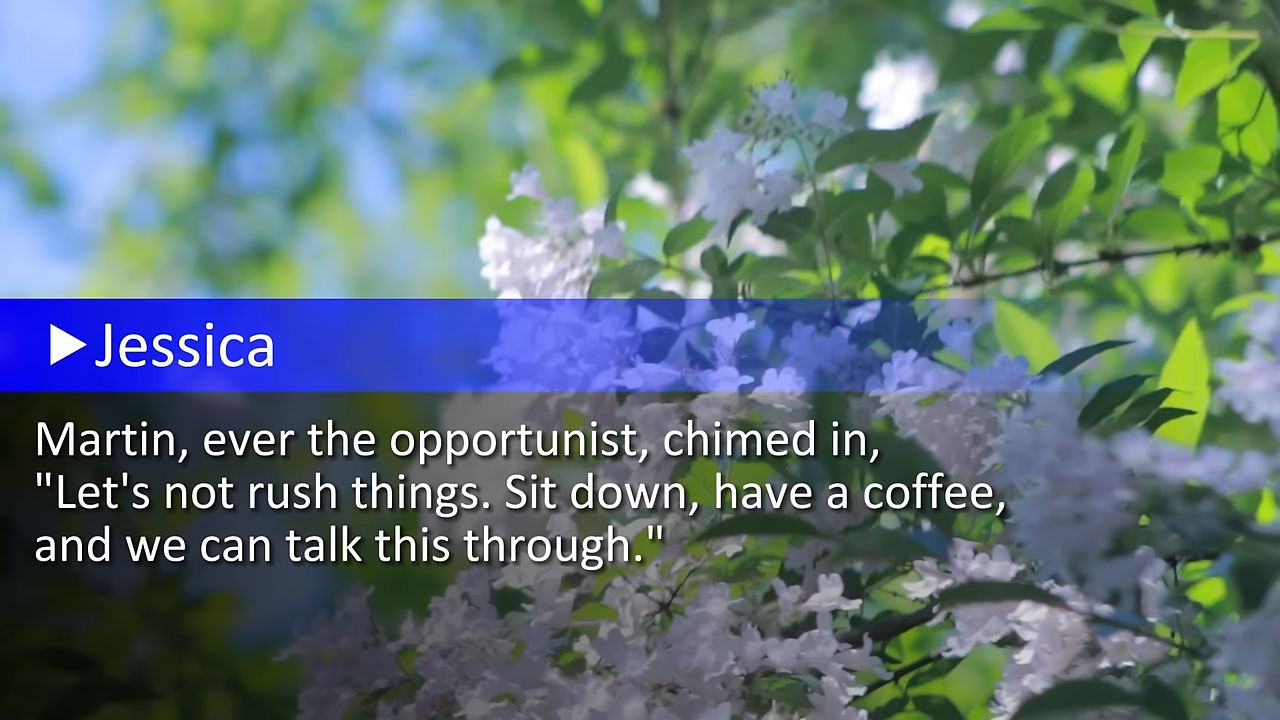 ▶Jessica
Martin, ever the opportunist, chimed in,
"Let's not rush things. Sit down, have a coffee,
and we can talk this through."